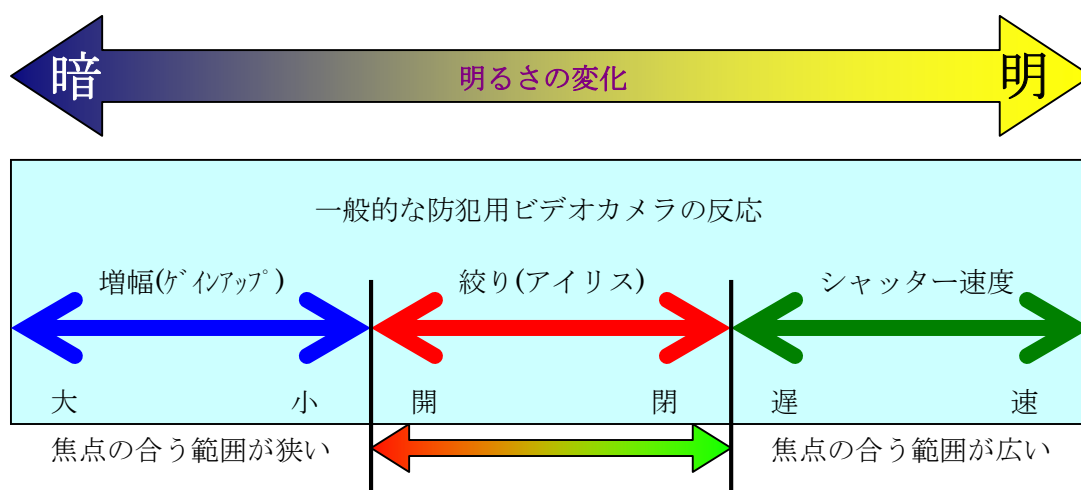 暗 明るさの変化 明
一般的な防犯用ビデオカメラの反応
増幅(ｹﾞｲﾝｱｯﾌﾟ) 絞り(アイリス) シャッター速度
大 小 開 閉 遅 速
焦点の合う範囲が狭い 焦点の合う範囲が広い